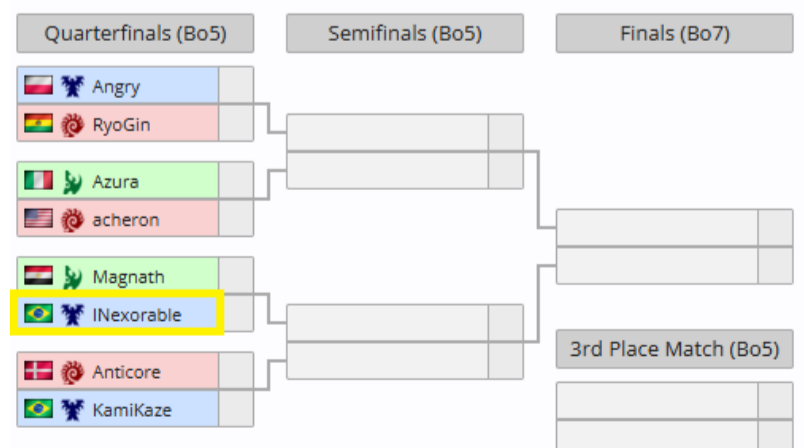 Quarterfinals (Bo5)
Semifinals (Bo5)
Finals (Bo7)
Angry
RyoGin
Azura
acheron
Magnath
INexorable
Anticore
KamiKaze
3rd Place Match (Bo5)